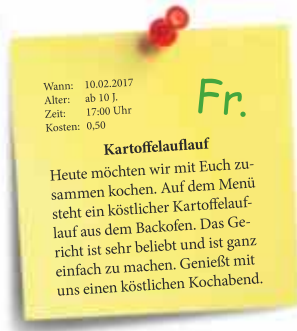 Wann: 10.02.2017
Alter: ab 10 J.
Zeit: 17:00 Uhr
Kosten: 0,50
Fr.
Kartoffelauflauf
Heute möchten wir mit Euch zu-
sammen kochen. Auf dem Menü
steht ein köstlicher Kartoffelauf-
lauf aus dem Backofen. Das Ge-
richt ist sehr beliebt und ist ganz
einfach zu machen. Genießt mit
uns einen köstlichen Kochabend.